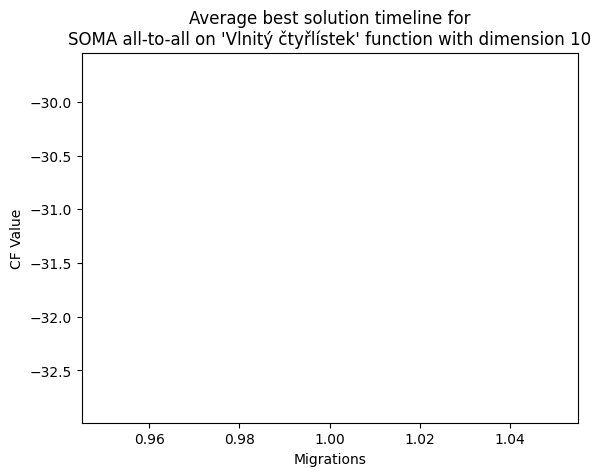 Average best solution timeline for
SOMA all-to-all on 'Vlnitý čtyřlístek' function with dimension 10
CF Value
−30.0
−30.5
−31.0
−31.5
−32.0
−32.5
0.96 0.98 1.00 1.02 1.04
Migrations